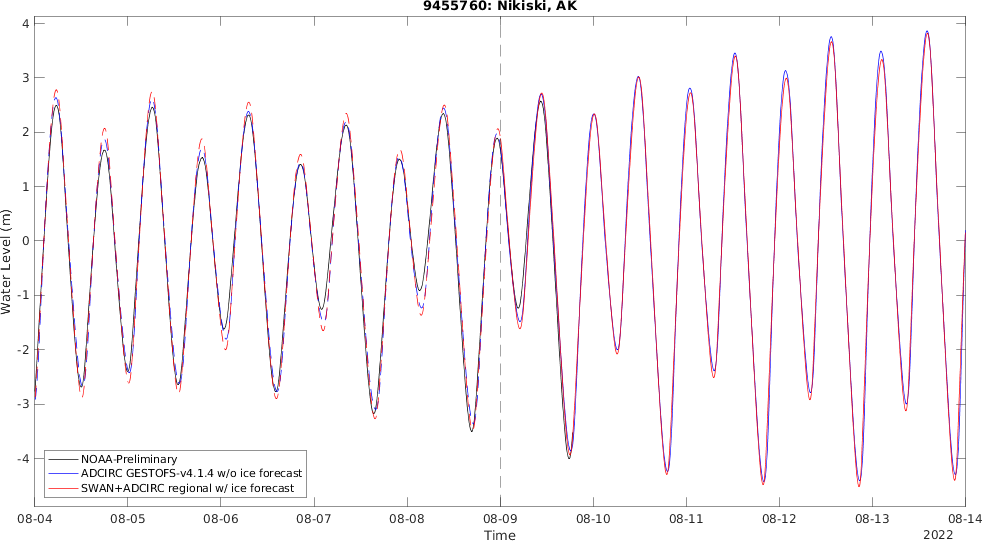 9455760: Nikiski, AK
4
3
2
1
0
-1
-2
-3
-4
Water Level (m)
NOAA-Preliminary
ADCIRC GESTOFS-v4.1.4 w/o ice forecast
SWAN+ADCIRC regional w/ ice forecast
08-04 08-05 08-06 08-07 08-08 08-09 08-10 08-11 08-12 08-13 08-14
Time
2022